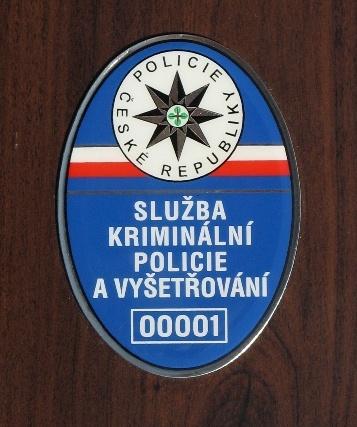 POLICIE
ČESKÉ REPUBLIKY
SLUŽBA
KRIMINÁLNÍ
POLICIE
A VYŠETŘOVÁNÍ
00001